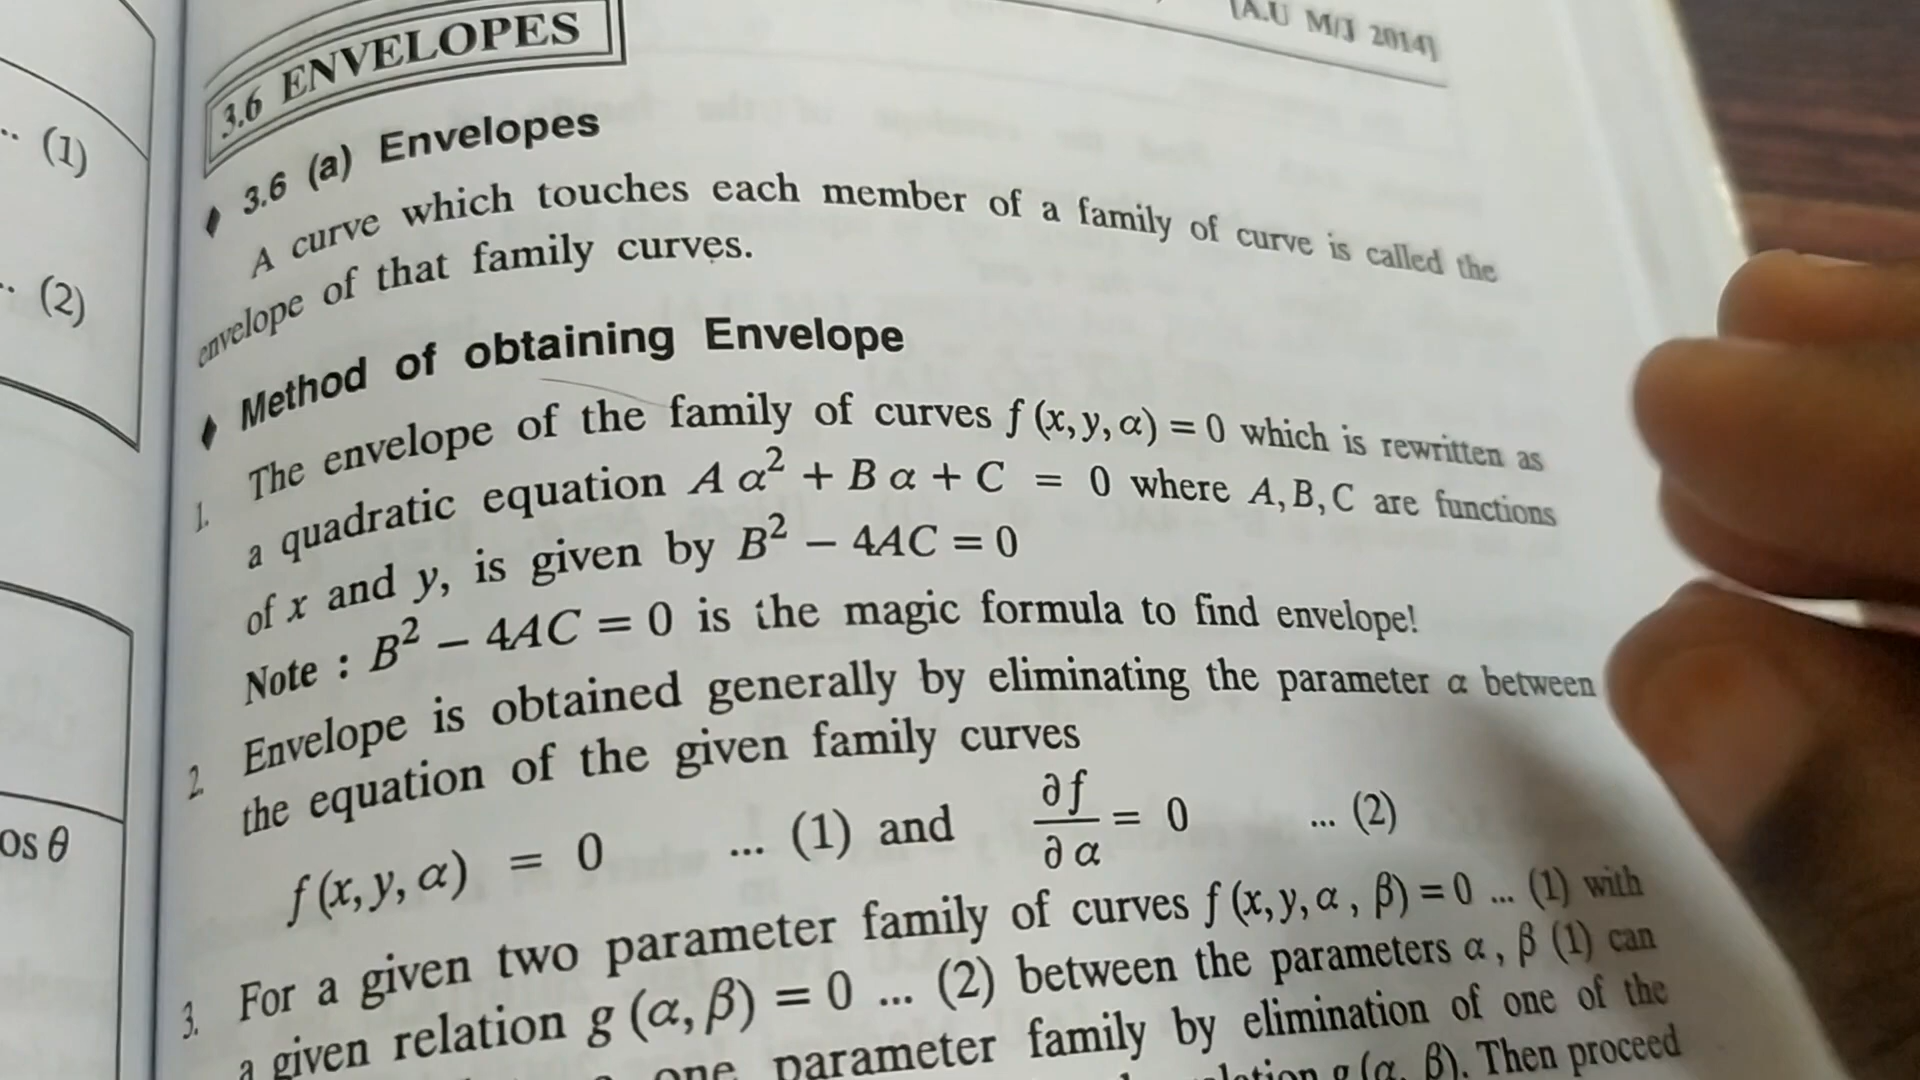 .. (1)
.. (2)
os θ
[A.U M/J 2014]
3.6 ENVELOPES
♦ 3.6 (a) Envelopes
A curve which touches each member of a family of curve is called the
envelope of that family curves.
♦ Method of obtaining Envelope
1. The envelope of the family of curves f (x, y, α) = 0 which is rewritten as
a quadratic equation A α² + B α + C = 0 where A, B, C are functions
of x and y, is given by B² − 4AC = 0
Note : B² − 4AC = 0 is the magic formula to find envelope!
2. Envelope is obtained generally by eliminating the parameter α between
the equation of the given family curves
f (x, y, α) = 0 ... (1) and ∂f/∂α = 0 ... (2)
3. For a given two parameter family of curves f (x, y, α , β) = 0 ... (1) with
a given relation g (α, β) = 0 ... (2) between the parameters α , β (1) can
one parameter family by elimination of one of the
g (α, β). Then proceed